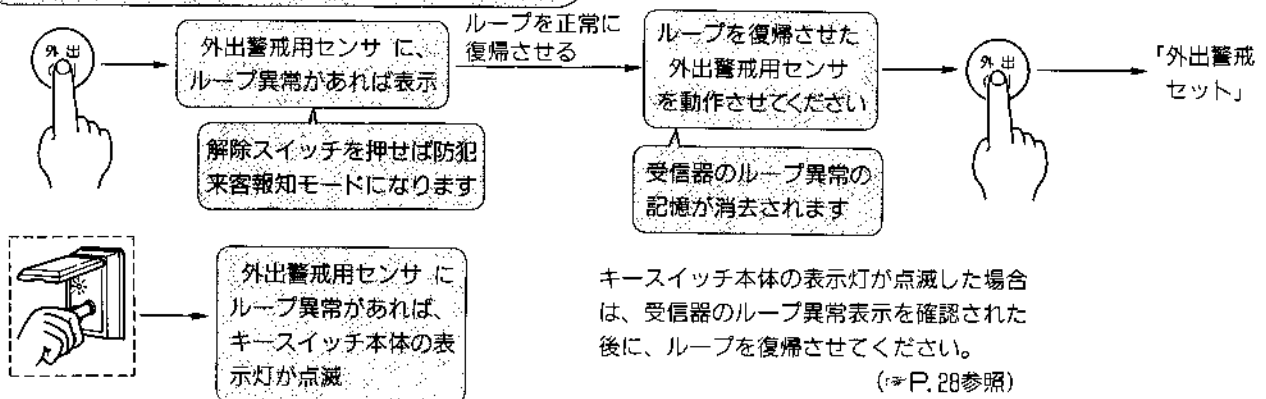 外出
外出警戒用センサ に、
ループ異常があれば表示
解除スイッチを押せば防犯
来客報知モードになります
ループを正常に
復帰させる
ループを復帰させた
外出警戒用センサ
を動作させてください
受信器のループ異常の
記憶が消去されます
外出
「外出警戒
セット」
外出警戒用センサ に
ループ異常があれば、
キースイッチ本体の表
示灯が点滅
キースイッチ本体の表示灯が点滅した場合
は、受信器のループ異常表示を確認された
後に、ループを復帰させてください。
(☞P. 28参照)